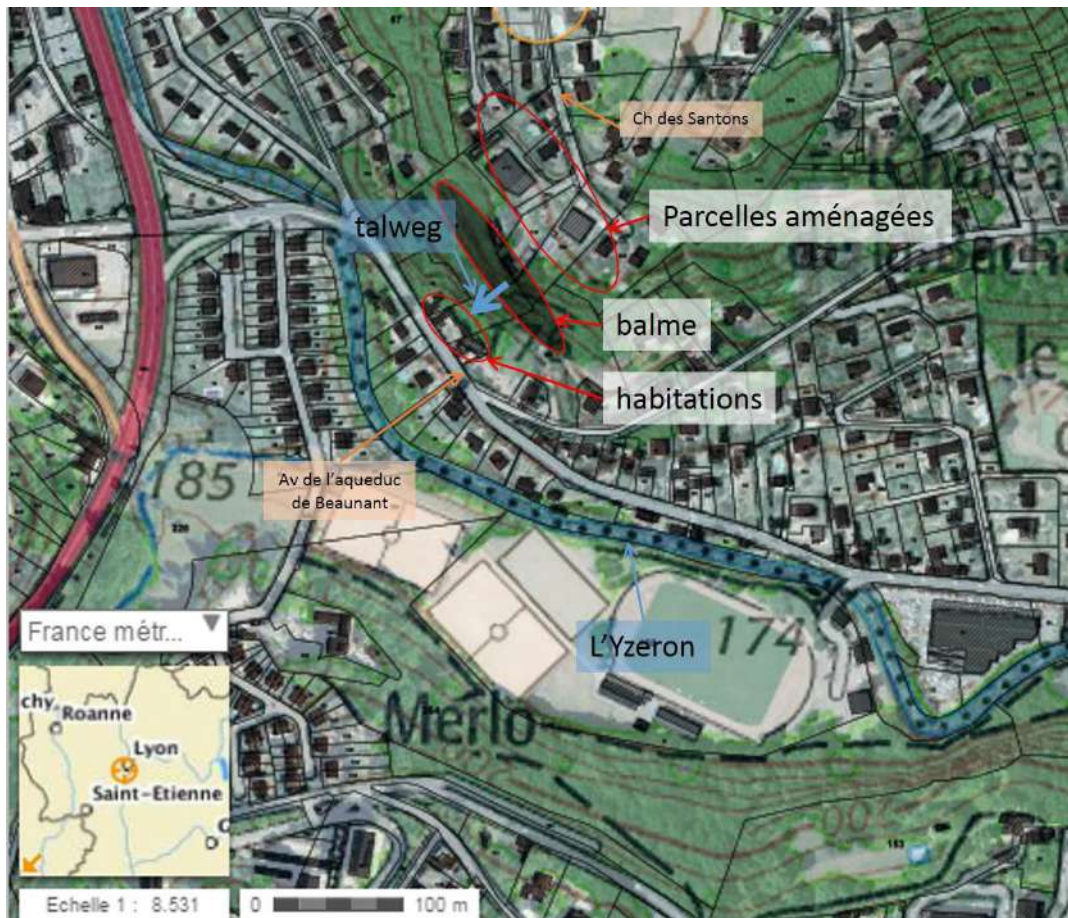 Ch des Santons
Parcelles aménagées
talweg
balme
habitations
Av de l'aqueduc
de Beaunant
185
L'Yzeron
174
Merlo
France métr...
chy
Roanne
Lyon
Saint-Etienne
Echelle 1 : 8.531
0 100 m